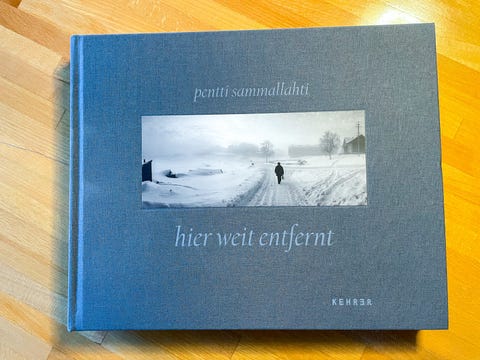 pentti sammallahti
hier weit entfernt
KEHRER